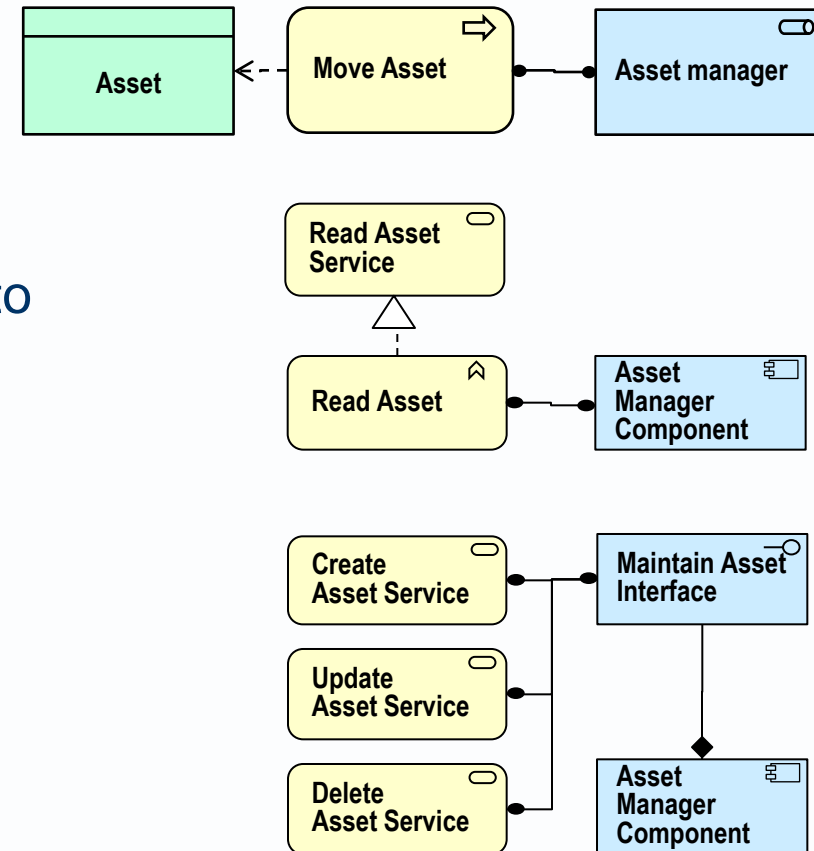 Asset
Move Asset
Asset manager
Read Asset
Service
to
Read Asset
Asset
Manager
Component
Create
Asset Service
Maintain Asset
Interface
Update
Asset Service
Delete
Asset Service
Asset
Manager
Component